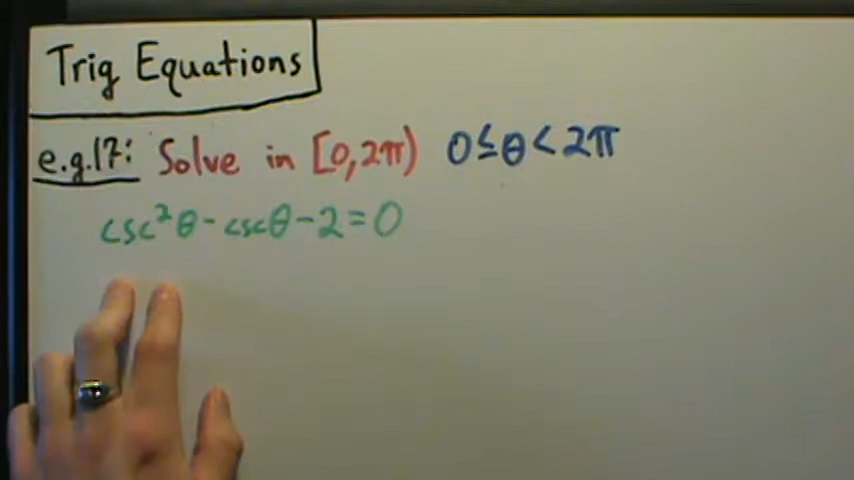 Trig Equations
e.g.17: Solve in [0,2π) 0≤θ<2π
csc²θ-cscθ-2=0